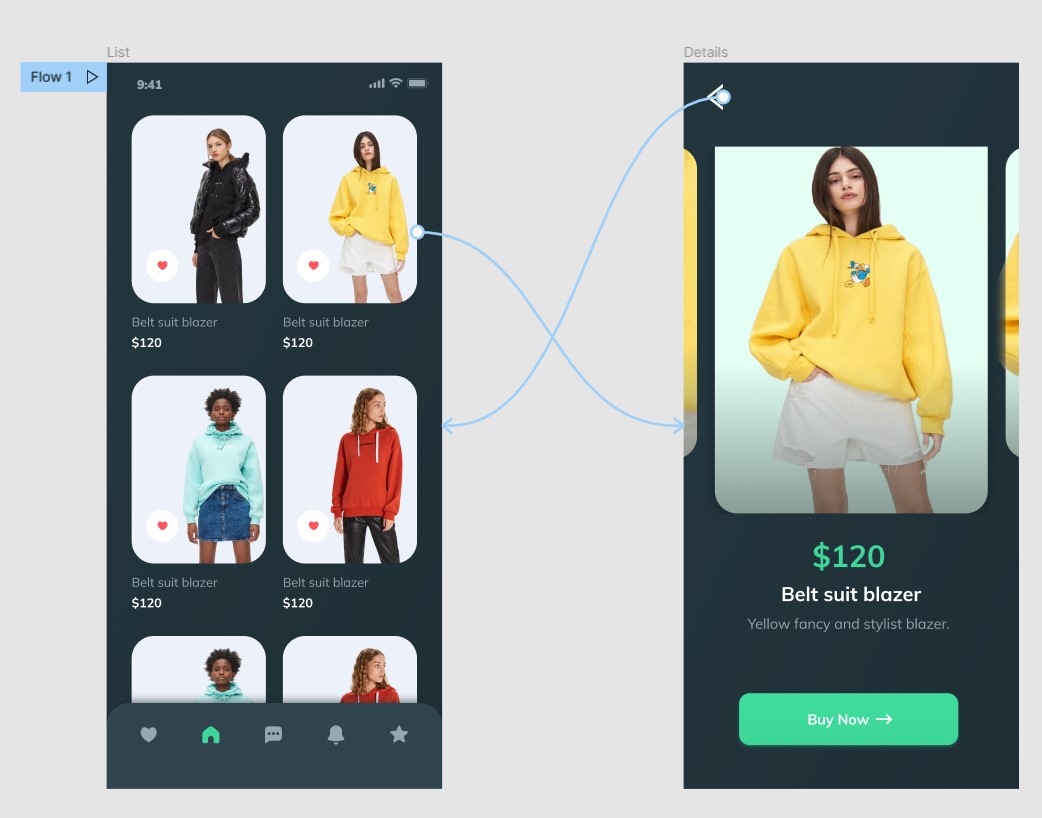 List
Details
Flow 1
9:41
Belt suit blazer
$120
Belt suit blazer
$120
Belt suit blazer
$120
Belt suit blazer
$120
$120
Belt suit blazer
Yellow fancy and stylist blazer.
Buy Now